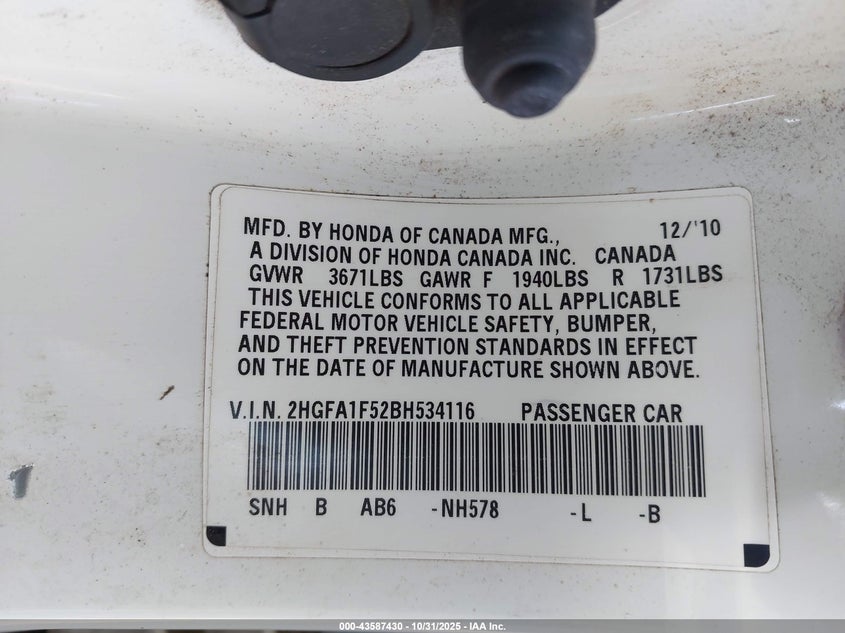 MFD. BY HONDA OF CANADA MFG., 12/'10
A DIVISION OF HONDA CANADA INC. CANADA
GVWR 3671LBS GAWR F 1940LBS R 1731LBS
THIS VEHICLE CONFORMS TO ALL APPLICABLE
FEDERAL MOTOR VEHICLE SAFETY, BUMPER,
AND THEFT PREVENTION STANDARDS IN EFFECT
ON THE DATE OF MANUFACTURE SHOWN ABOVE.
V.I.N. 2HGFA1F52BH534116 PASSENGER CAR
SNH B AB6 -NH578 -L -B
000-43587430 - 10/31/2025 - IAA Inc.